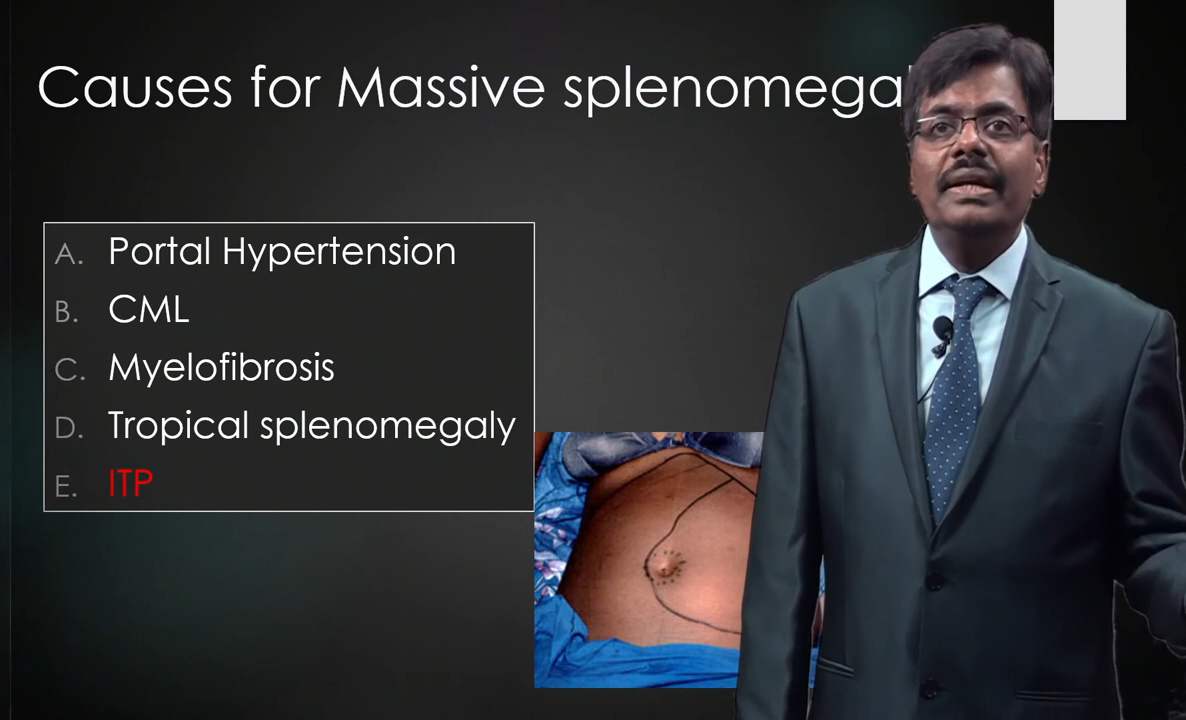 Causes for Massive splenomegal
A. Portal Hypertension
B. CML
C. Myelofibrosis
D. Tropical splenomegaly
E. ITP